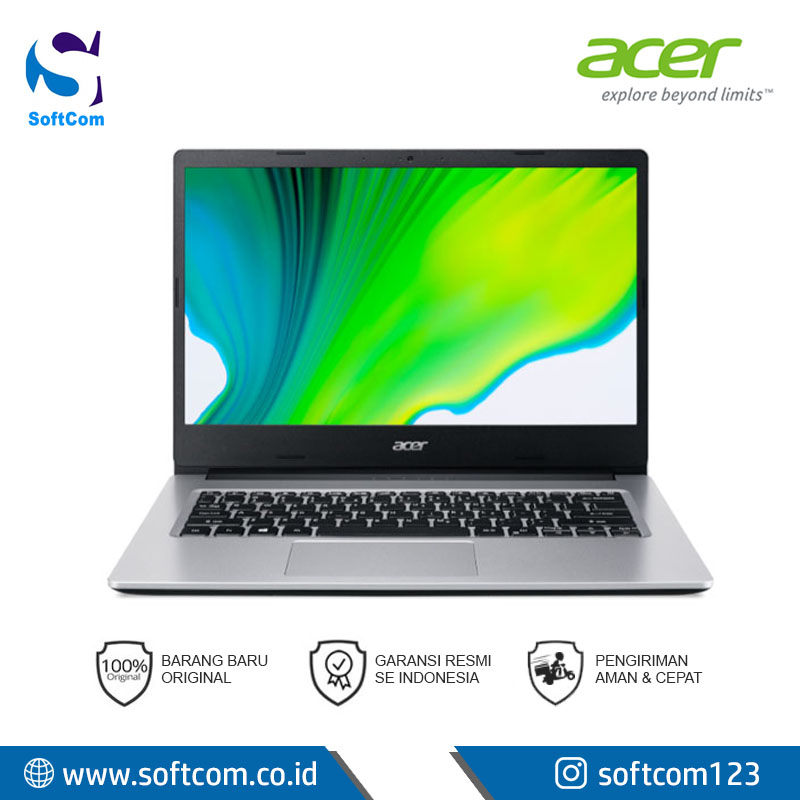 SoftCom
acer
explore beyond limits™
acer
100%
Original
BARANG BARU
ORIGINAL
GARANSI RESMI
SE INDONESIA
PENGIRIMAN
AMAN & CEPAT
www.softcom.co.id
softcom123